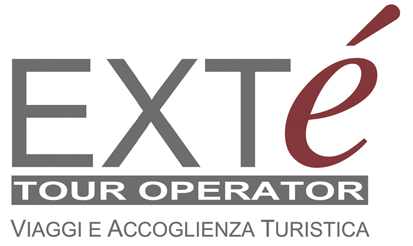 EXTé
TOUR OPERATOR
VIAGGI E ACCOGLIENZA TURISTICA